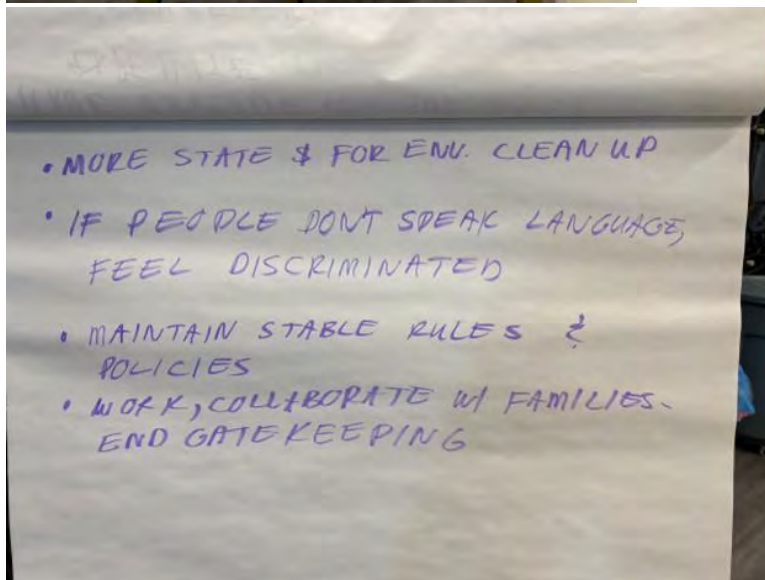 • MORE STATE $ FOR ENV. CLEAN UP
• IF PEOPLE DONT SPEAK LANGUAGE,
FEEL DISCRIMINATED
• MAINTAIN STABLE RULES &
POLICIES
• WORK, COLLABORATE W/ FAMILIES.
END GATEKEEPING